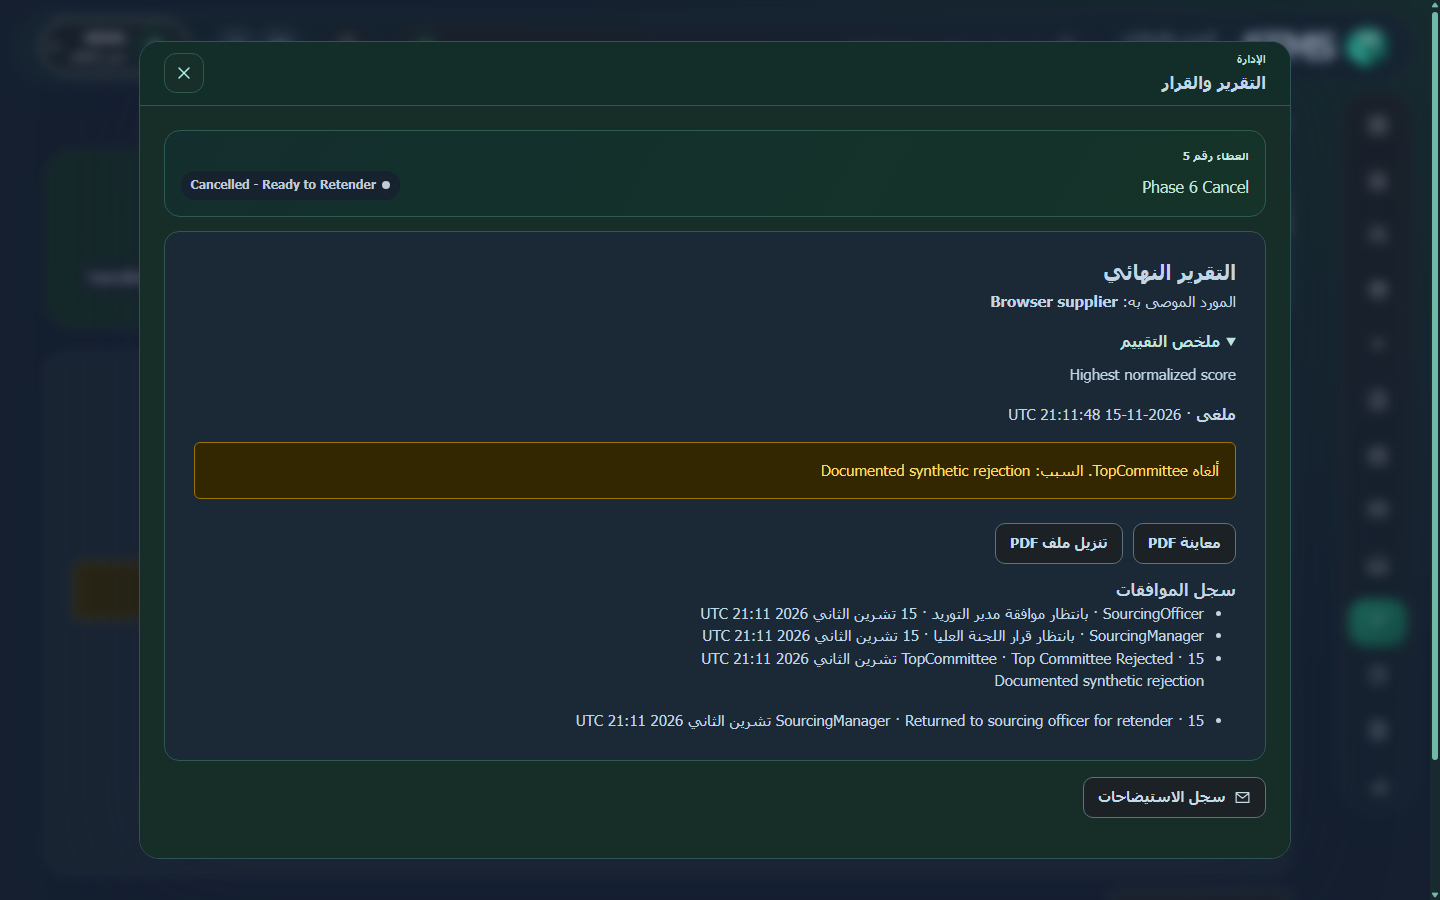 الإدارة
التقرير والقرار
العطاء رقم 5
Phase 6 Cancel
Cancelled - Ready to Retender
التقرير النهائي
المورد الموصى به: Browser supplier
▼ ملخص التقييم
Highest normalized score
ملغى · 2026-11-15 21:11:48 UTC
ألغاه TopCommittee. السبب: Documented synthetic rejection
معاينة PDF
تنزيل ملف PDF
سجل الموافقات
• SourcingOfficer · بانتظار موافقة مدير التوريد · 15 تشرين الثاني 2026 21:11 UTC
• SourcingManager · بانتظار قرار اللجنة العليا · 15 تشرين الثاني 2026 21:11 UTC
• TopCommittee · Top Committee Rejected · 15 تشرين الثاني 2026 21:11 UTC
Documented synthetic rejection
• SourcingManager · Returned to sourcing officer for retender · 15 تشرين الثاني 2026 21:11 UTC
سجل الاستيضاحات